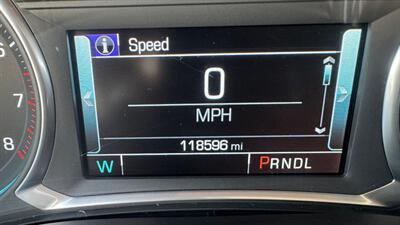 i Speed
0
MPH
118596 mi
W PRNDL
7
8